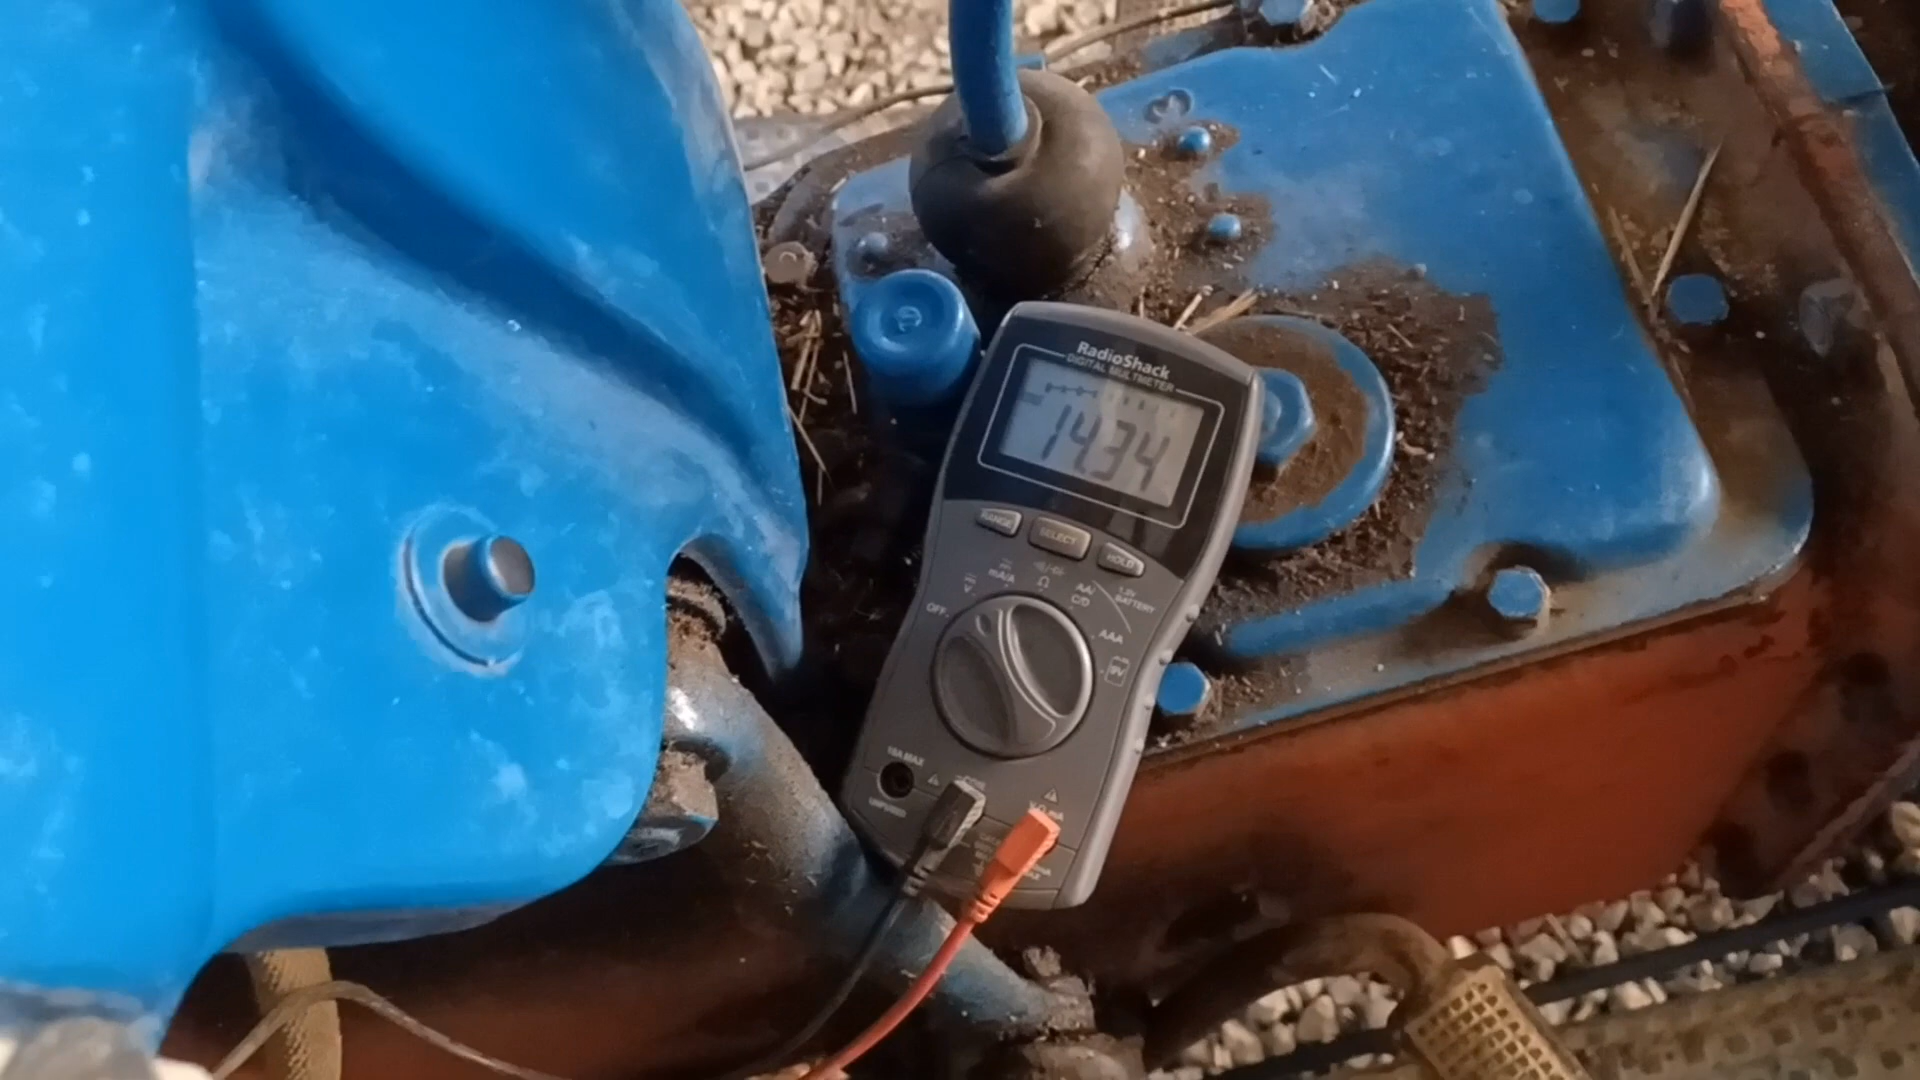 RadioShack
DIGITAL MULTIMETER
14.34
RANGE
SELECT
HOLD
OFF
V
mA/A
Ω
AA/
C/D
1.5V
BATTERY
AAA
9V
10A MAX
UNFUSED
COM